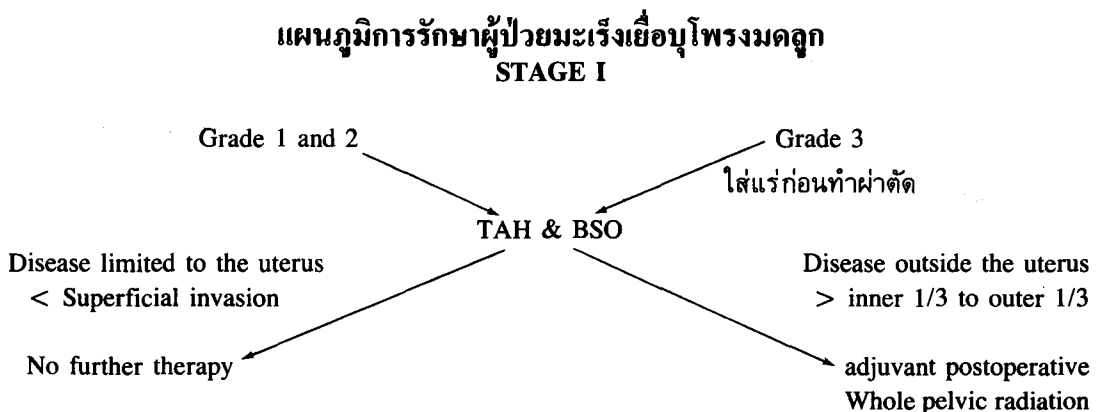 แผนภูมิการรักษาผู้ป่วยมะเร็งเยื่อบุโพรงมดลูก
STAGE I
Grade 1 and 2
Grade 3
ใส่แร่ก่อนทำผ่าตัด
TAH & BSO
Disease limited to the uterus
< Superficial invasion
Disease outside the uterus
> inner 1/3 to outer 1/3
No further therapy
adjuvant postoperative
Whole pelvic radiation